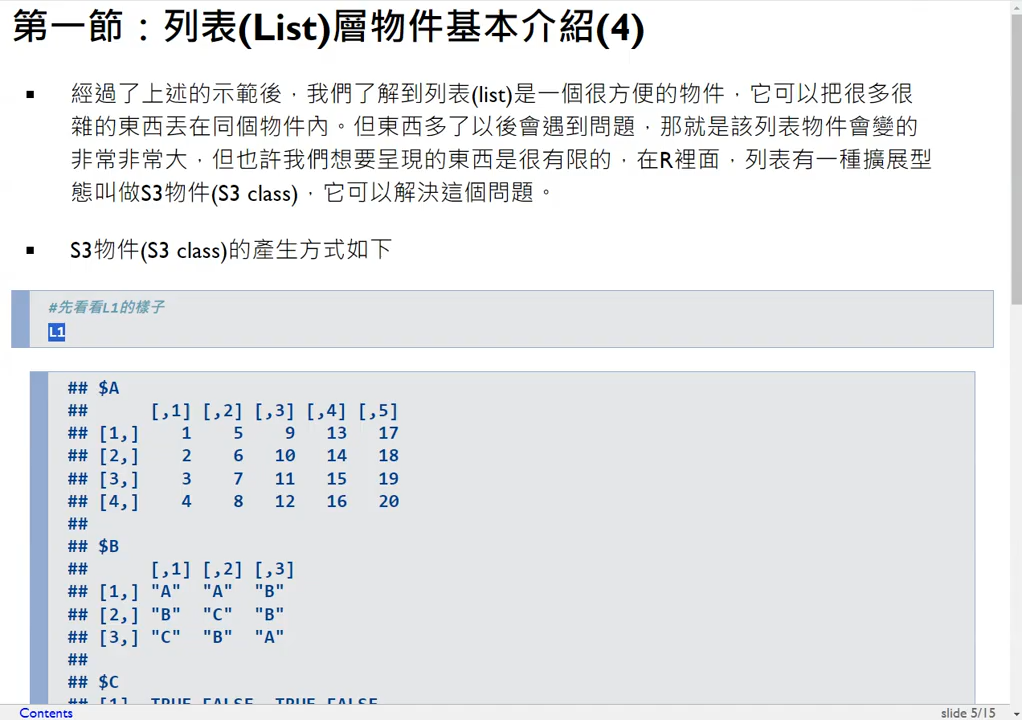 第一節：列表(List)層物件基本介紹(4)
▪ 經過了上述的示範後，我們了解到列表(list)是一個很方便的物件，它可以把很多很
雜的東西丟在同個物件內。但東西多了以後會遇到問題，那就是該列表物件會變的
非常非常大，但也許我們想要呈現的東西是很有限的，在R裡面，列表有一種擴展型
態叫做S3物件(S3 class)，它可以解決這個問題。
▪ S3物件(S3 class)的產生方式如下
#先看看L1的樣子
L1
## $A
##      [,1] [,2] [,3] [,4] [,5]
## [1,]    1    5    9   13   17
## [2,]    2    6   10   14   18
## [3,]    3    7   11   15   19
## [4,]    4    8   12   16   20
##
## $B
##      [,1] [,2] [,3]
## [1,] "A"  "A"  "B"
## [2,] "B"  "C"  "B"
## [3,] "C"  "B"  "A"
##
## $C
## [1]  TRUE FALSE  TRUE FALSE
Contents
slide 5/15